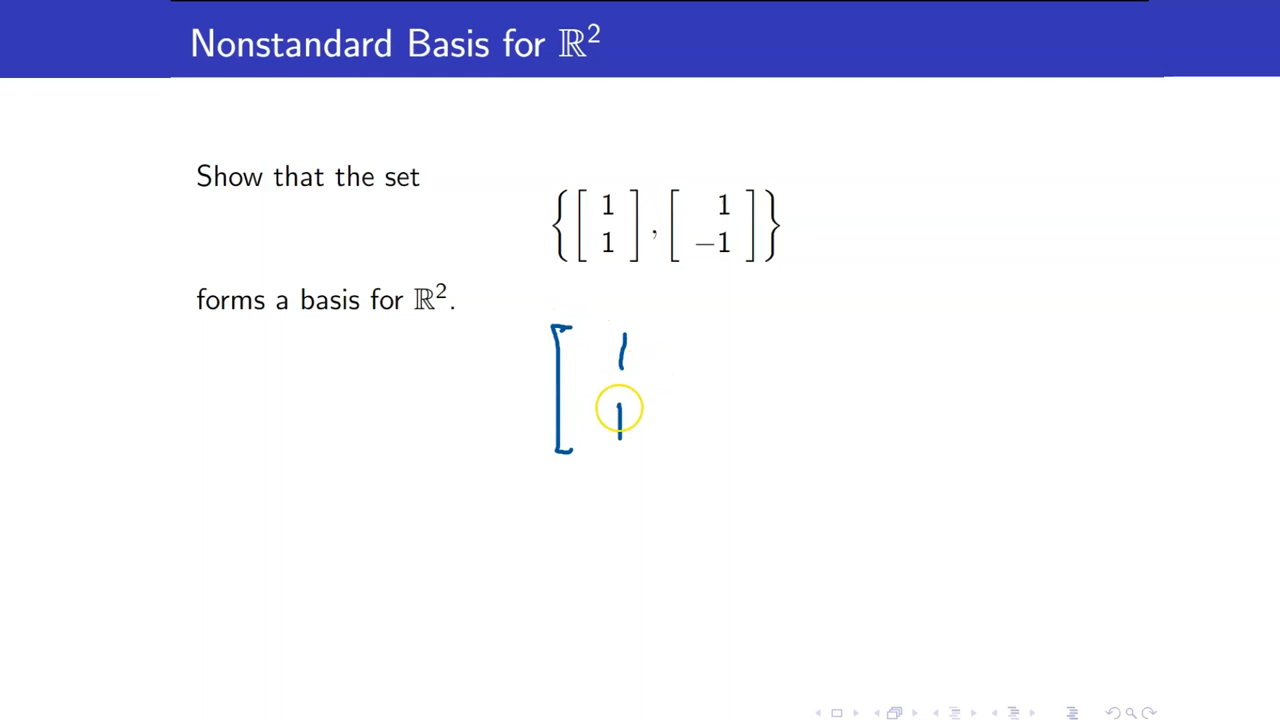 Nonstandard Basis for ℝ²
Show that the set
{[1 1], [1 −1]}
forms a basis for ℝ².
[ 1
1